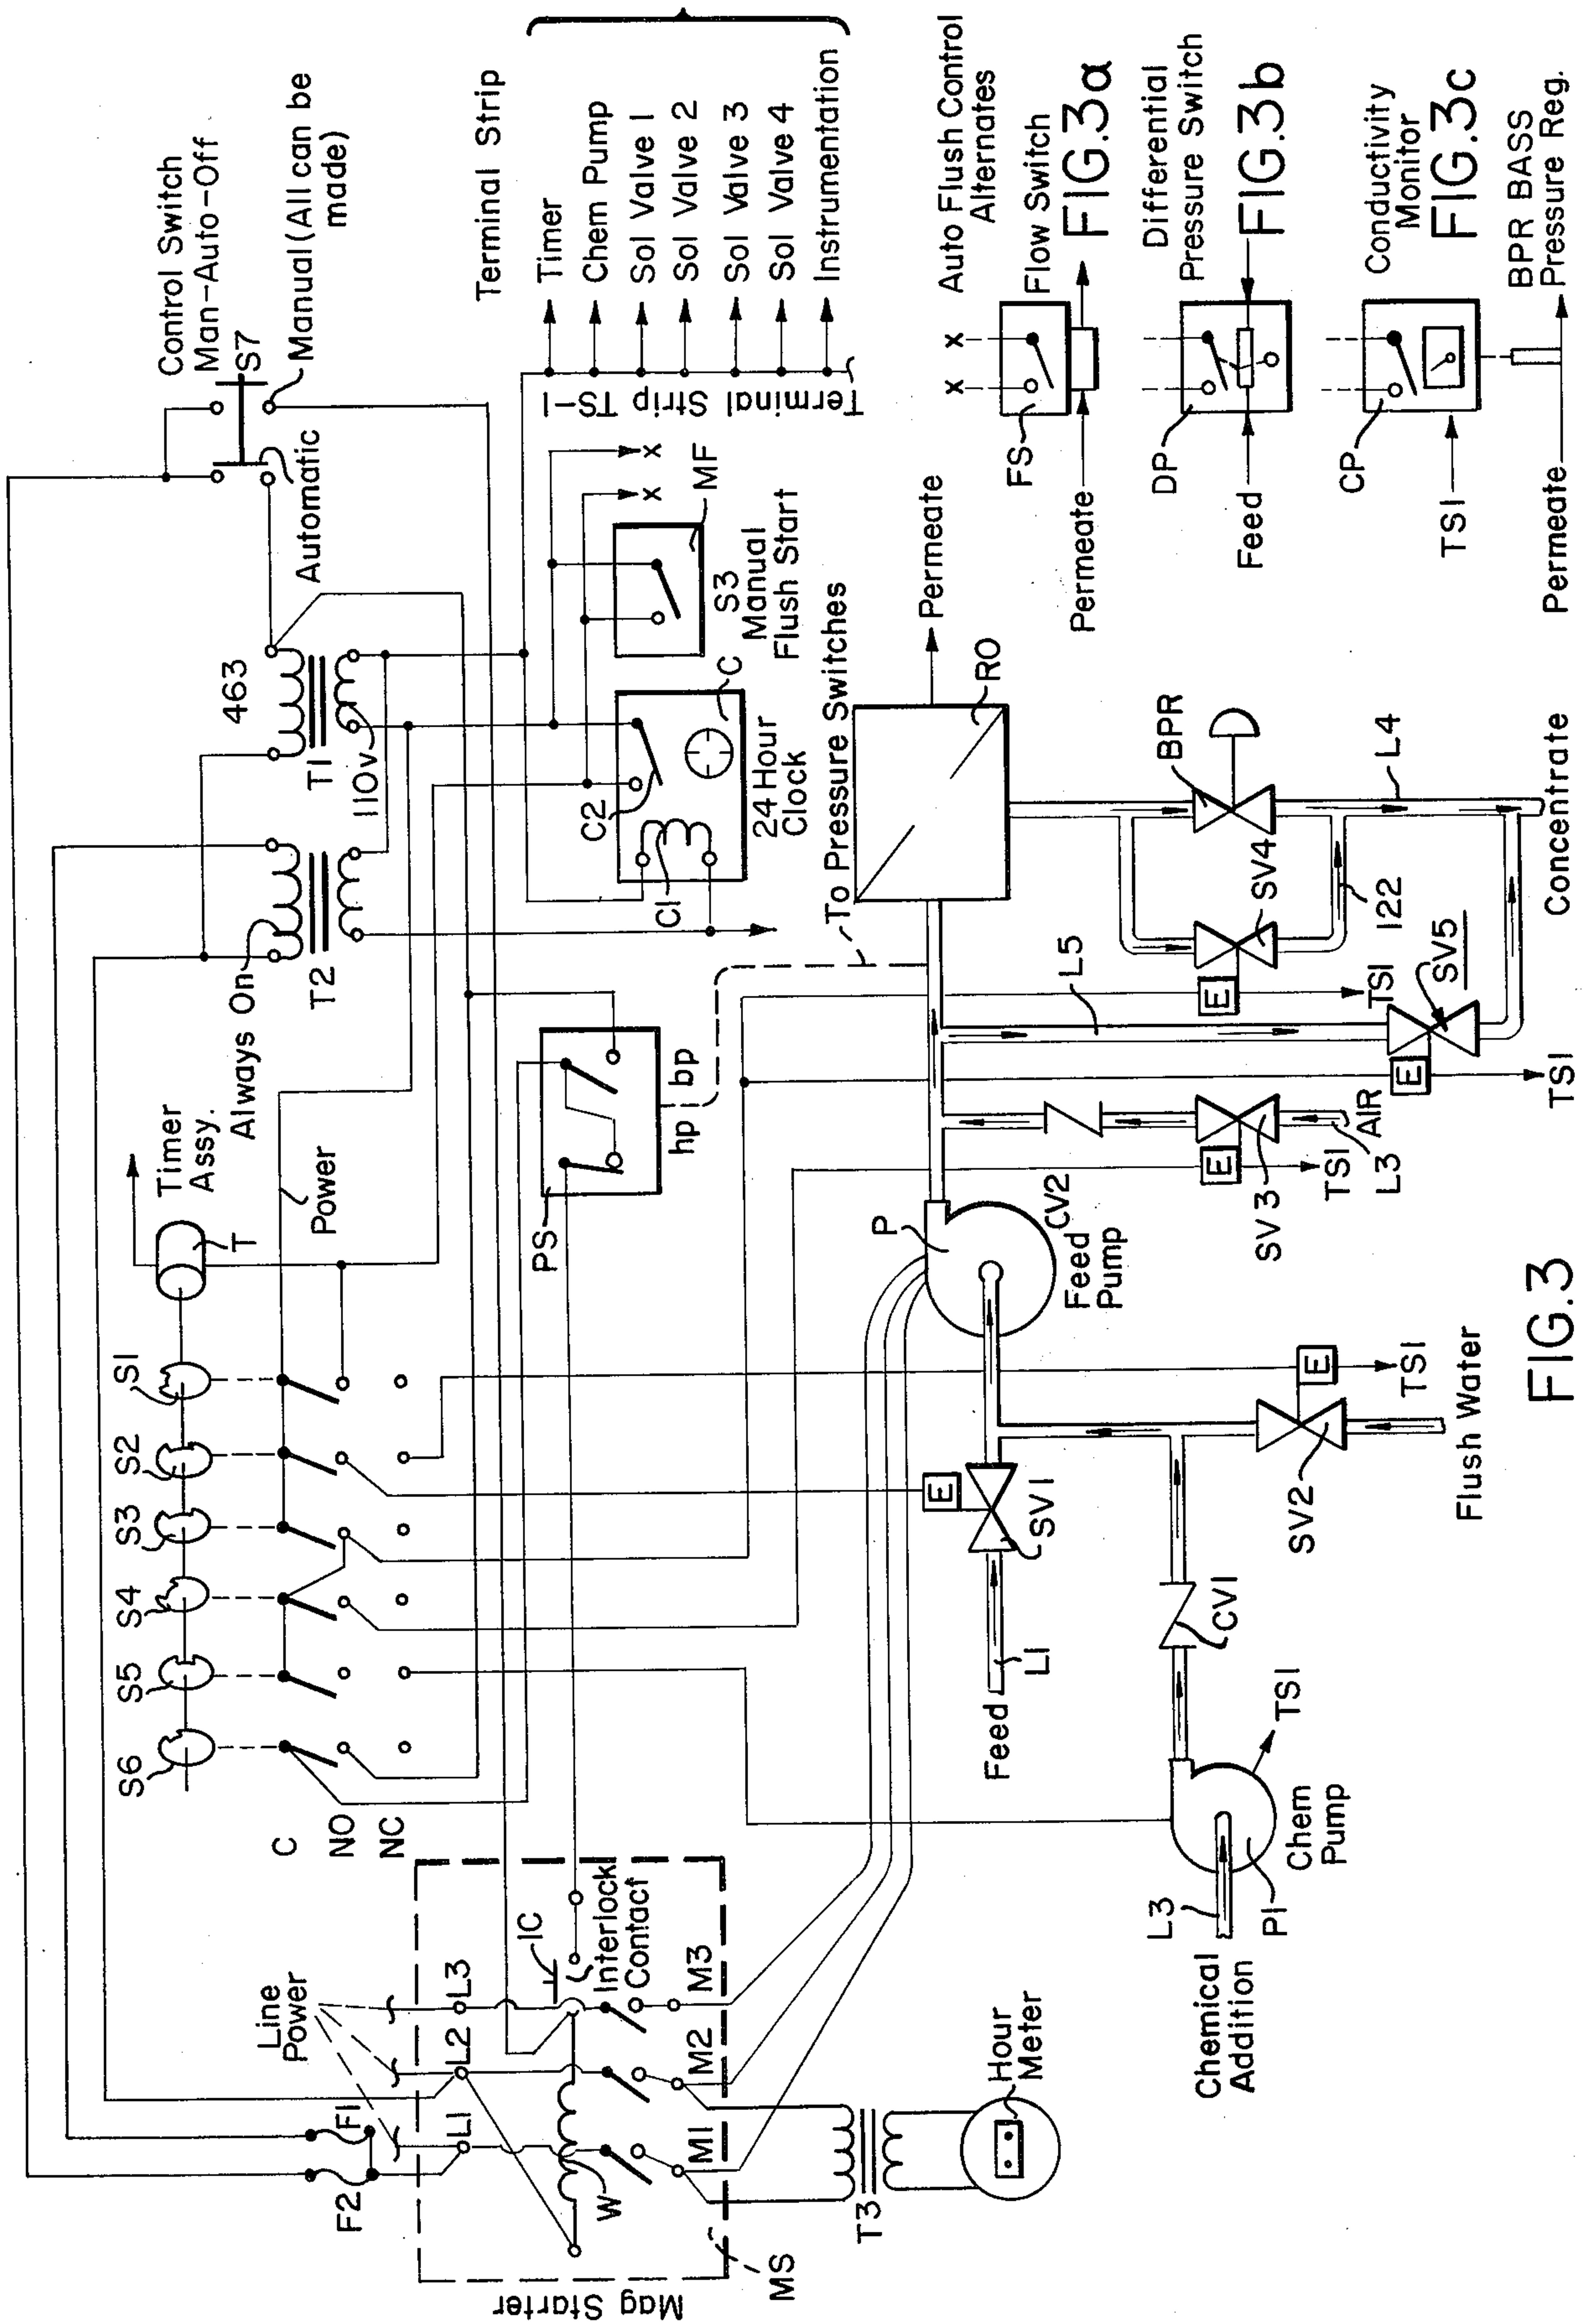 Control Switch
Man-Auto-Off
S7
Manual (All can be
made)
Automatic
463
T1
110v
Always On
T2
Timer
Assy.
T
Power
S1
S2
S3
S4
S5
S6
C
NO
NC
Line
Power
F1
F2
L1
L2
L3
IC
Interlock
Contact
W
M1
M2
M3
MS
Mag Starter
T3
Hour
Meter
PS
hp
bp
C2
C1
C
24 Hour
Clock
MF
S3
Manual
Flush Start
x
x
Terminal Strip
Terminal Strip TS-1
Timer
Chem Pump
Sol Valve 1
Sol Valve 2
Sol Valve 3
Sol Valve 4
Instrumentation
To Pressure Switches
Permeate
RO
BPR
L4
SV4
122
E
TS1
L5
SV5
E
TS1
Concentrate
AIR
L3
SV3
E
TS1
CV2
P
Feed
Pump
E
SV1
L1
Feed
E
TS1
SV2
Flush Water
CV1
TS1
Chem
Pump
P1
L3
Chemical
Addition
Auto Flush Control
Alternates
x
x
FS
Flow Switch
Permeate
FIG.3a
Differential
Pressure Switch
DP
Feed
FIG.3b
Conductivity
Monitor
CP
TS1
FIG.3c
BPR BASS
Pressure Reg.
Permeate
FIG.3